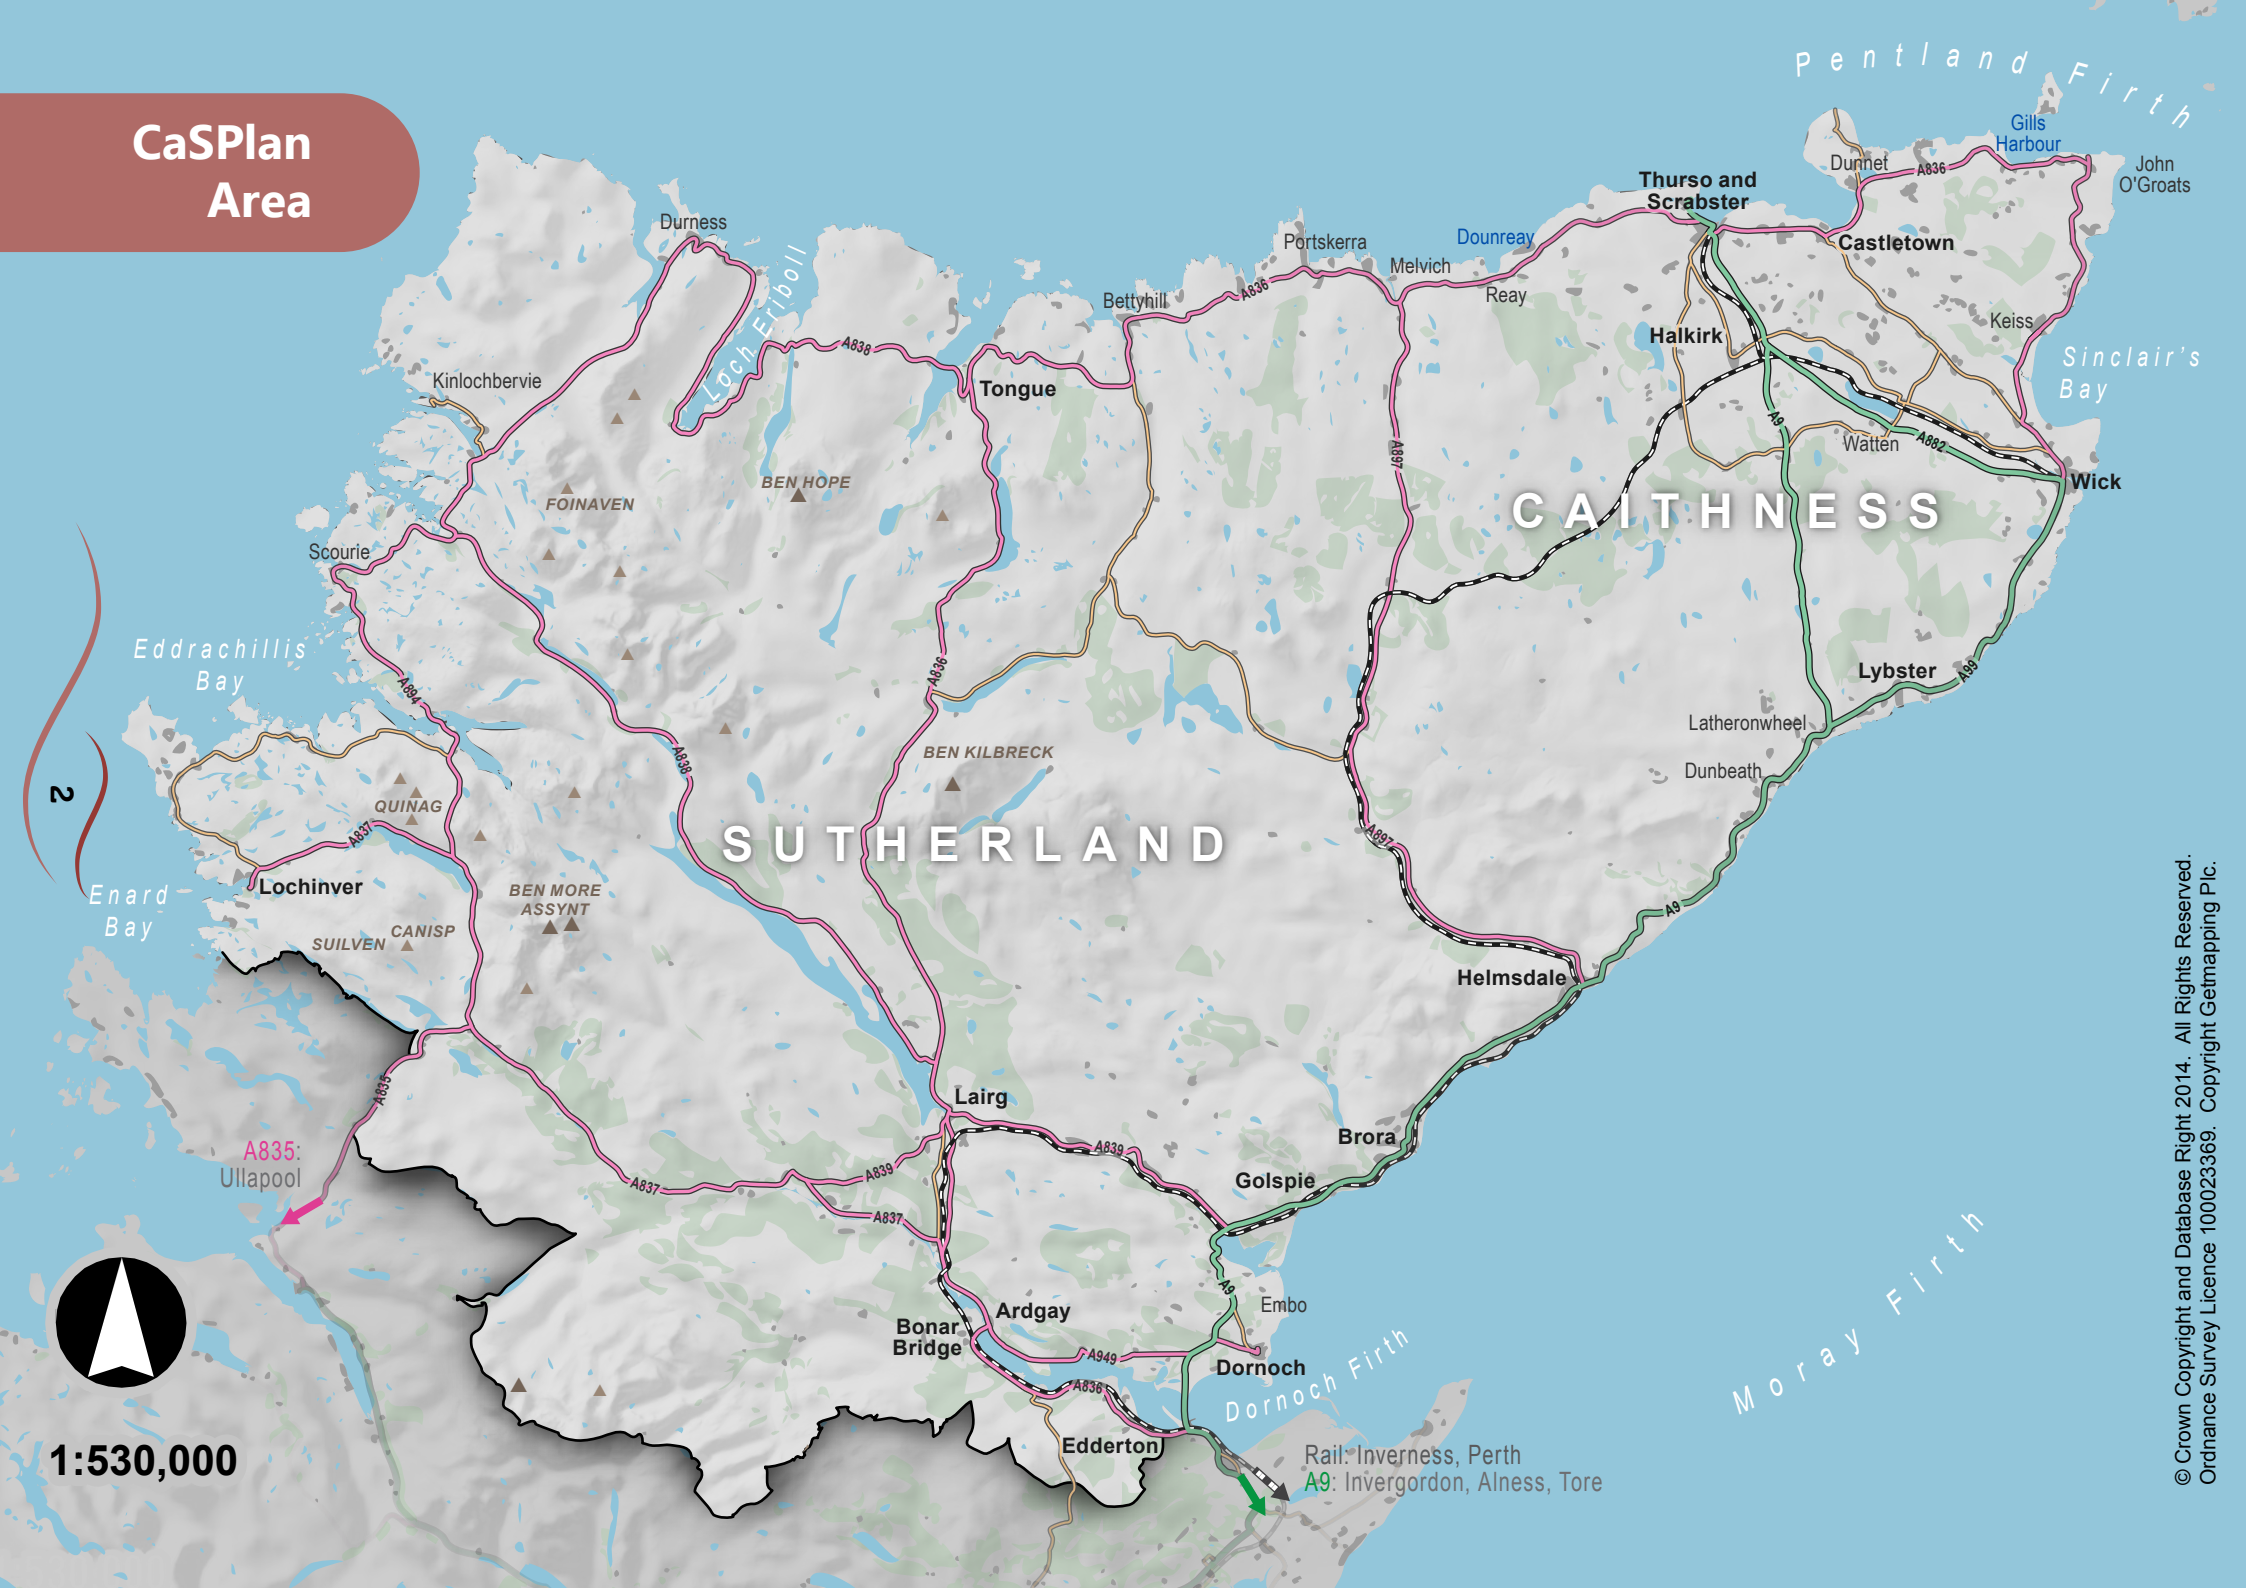 CaSPlan
Area
Pentland Firth
Gills
Harbour
Dunnet
A836
John
O'Groats
Thurso and
Scrabster
Durness
Dounreay
Portskerra
Castletown
Melvich
Loch Eriboll
Bettyhill
A836
Reay
Keiss
Halkirk
A838
Sinclair's
Bay
Kinlochbervie
Tongue
A9
Watten
A882
A897
BEN HOPE
Wick
FOINAVEN
CAITHNESS
Scourie
Eddrachillis
Bay
A836
Lybster
A99
A894
Latheronwheel
A838
BEN KILBRECK
Dunbeath
2
QUINAG
A837
SUTHERLAND
A897
Lochinver
Enard
Bay
BEN MORE
ASSYNT
A9
CANISP
SUILVEN
Helmsdale
A835
Lairg
Brora
A839
A835:
Ullapool
A839
Golspie
A837
A837
Moray Firth
A9
Embo
Ardgay
Bonar
Bridge
A949
Dornoch
Dornoch Firth
A836
Edderton
1:530,000
Rail: Inverness, Perth
A9: Invergordon, Alness, Tore
© Crown Copyright and Database Right 2014. All Rights Reserved.
Ordnance Survey Licence 100023369. Copyright Getmapping Plc.